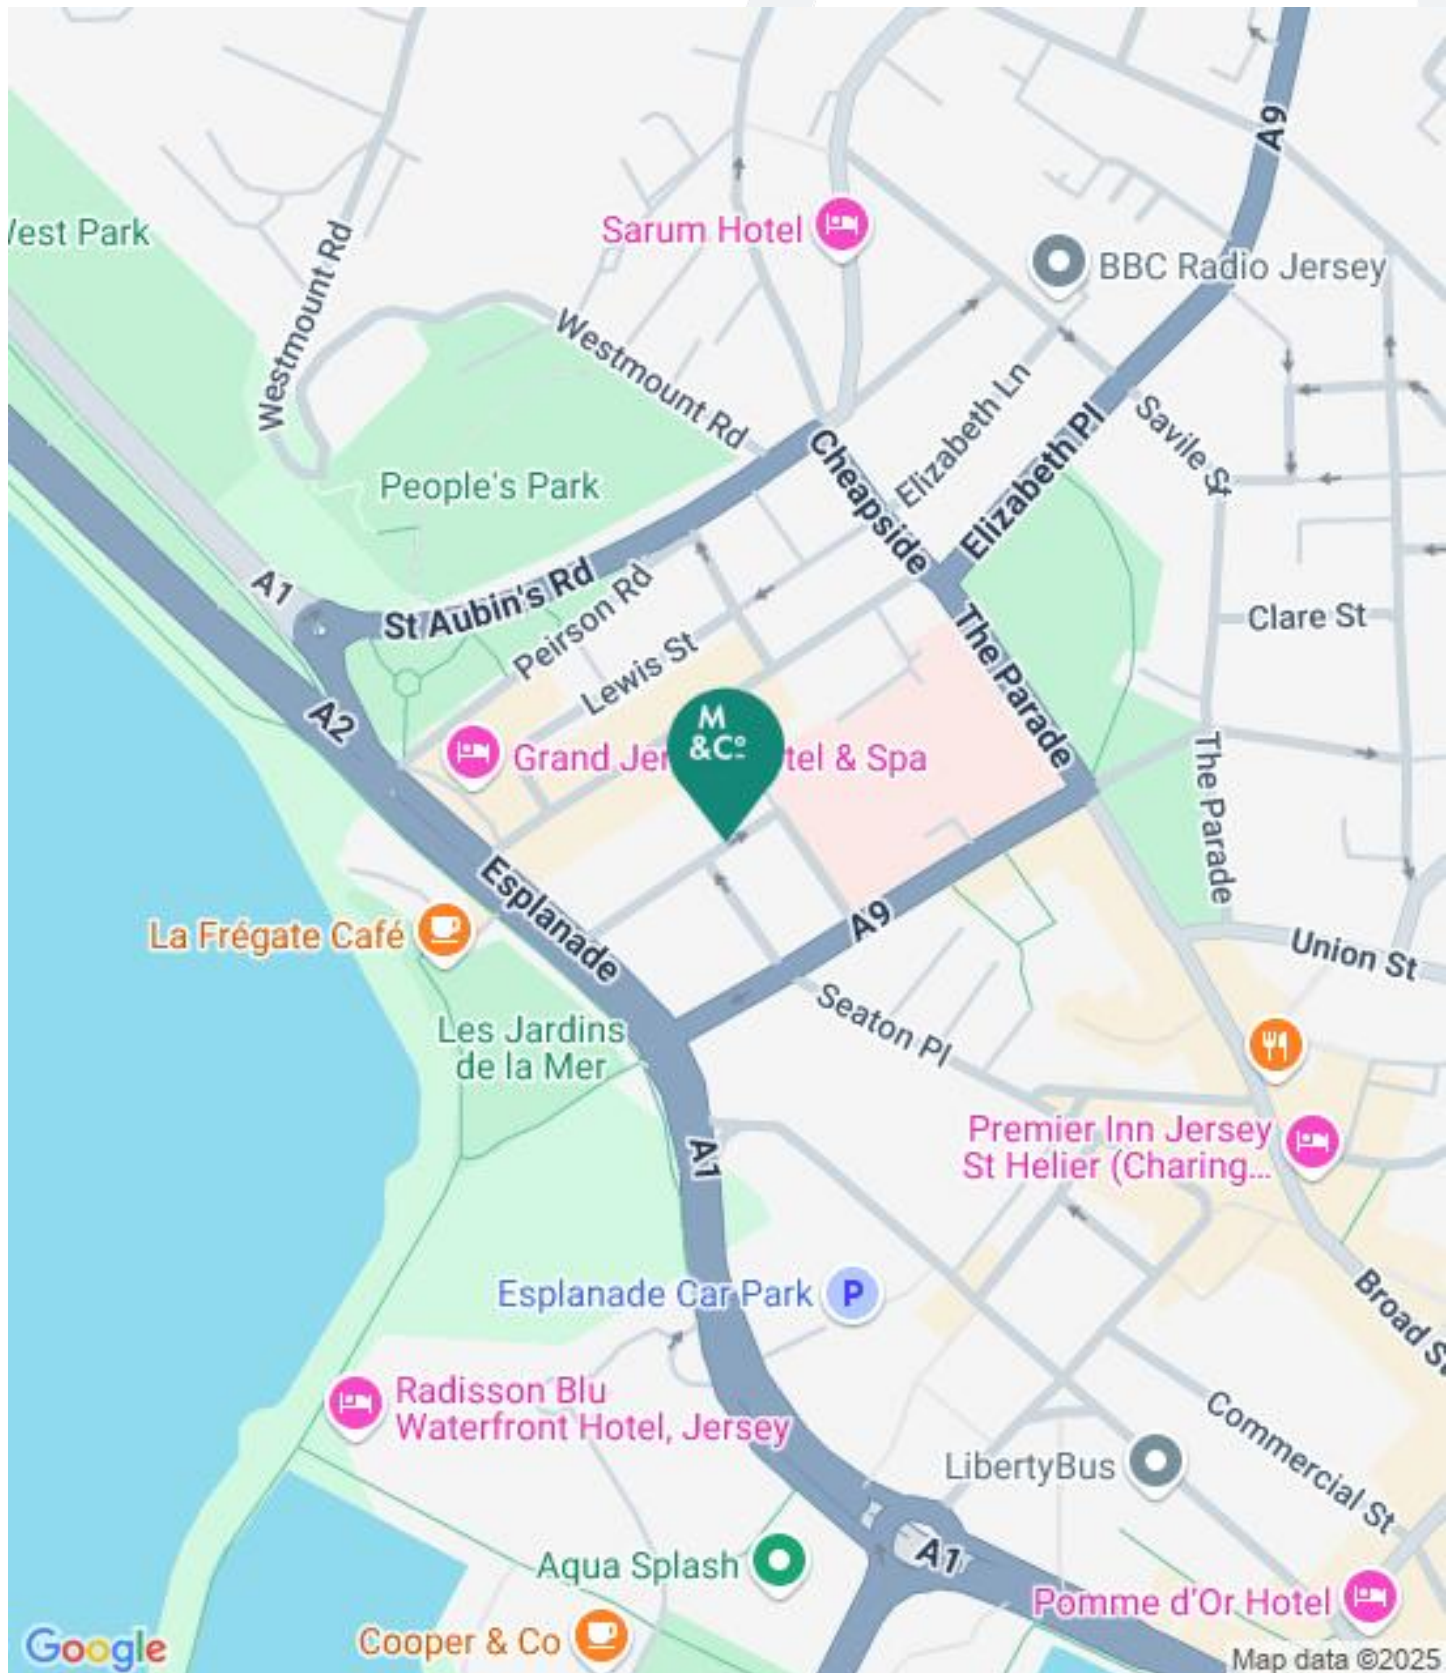 A9
Sarum Hotel
BBC Radio Jersey
West Park
Westmount Rd
Westmount Rd
Elizabeth Ln
Elizabeth Pl
Savile St
Cheapside
People's Park
A1
St Aubin's Rd
Peirson Rd
Lewis St
Clare St
The Parade
A2
M
&Co
Grand Jer
tel & Spa
The Parade
Esplanade
A9
La Frégate Café
Union St
Seaton Pl
Les Jardins
de la Mer
Premier Inn Jersey
St Helier (Charing...
A1
Esplanade Car Park
P
Broad St
Radisson Blu
Waterfront Hotel, Jersey
Commercial St
LibertyBus
Aqua Splash
A1
Pomme d'Or Hotel
Cooper & Co
Google
Map data ©2025